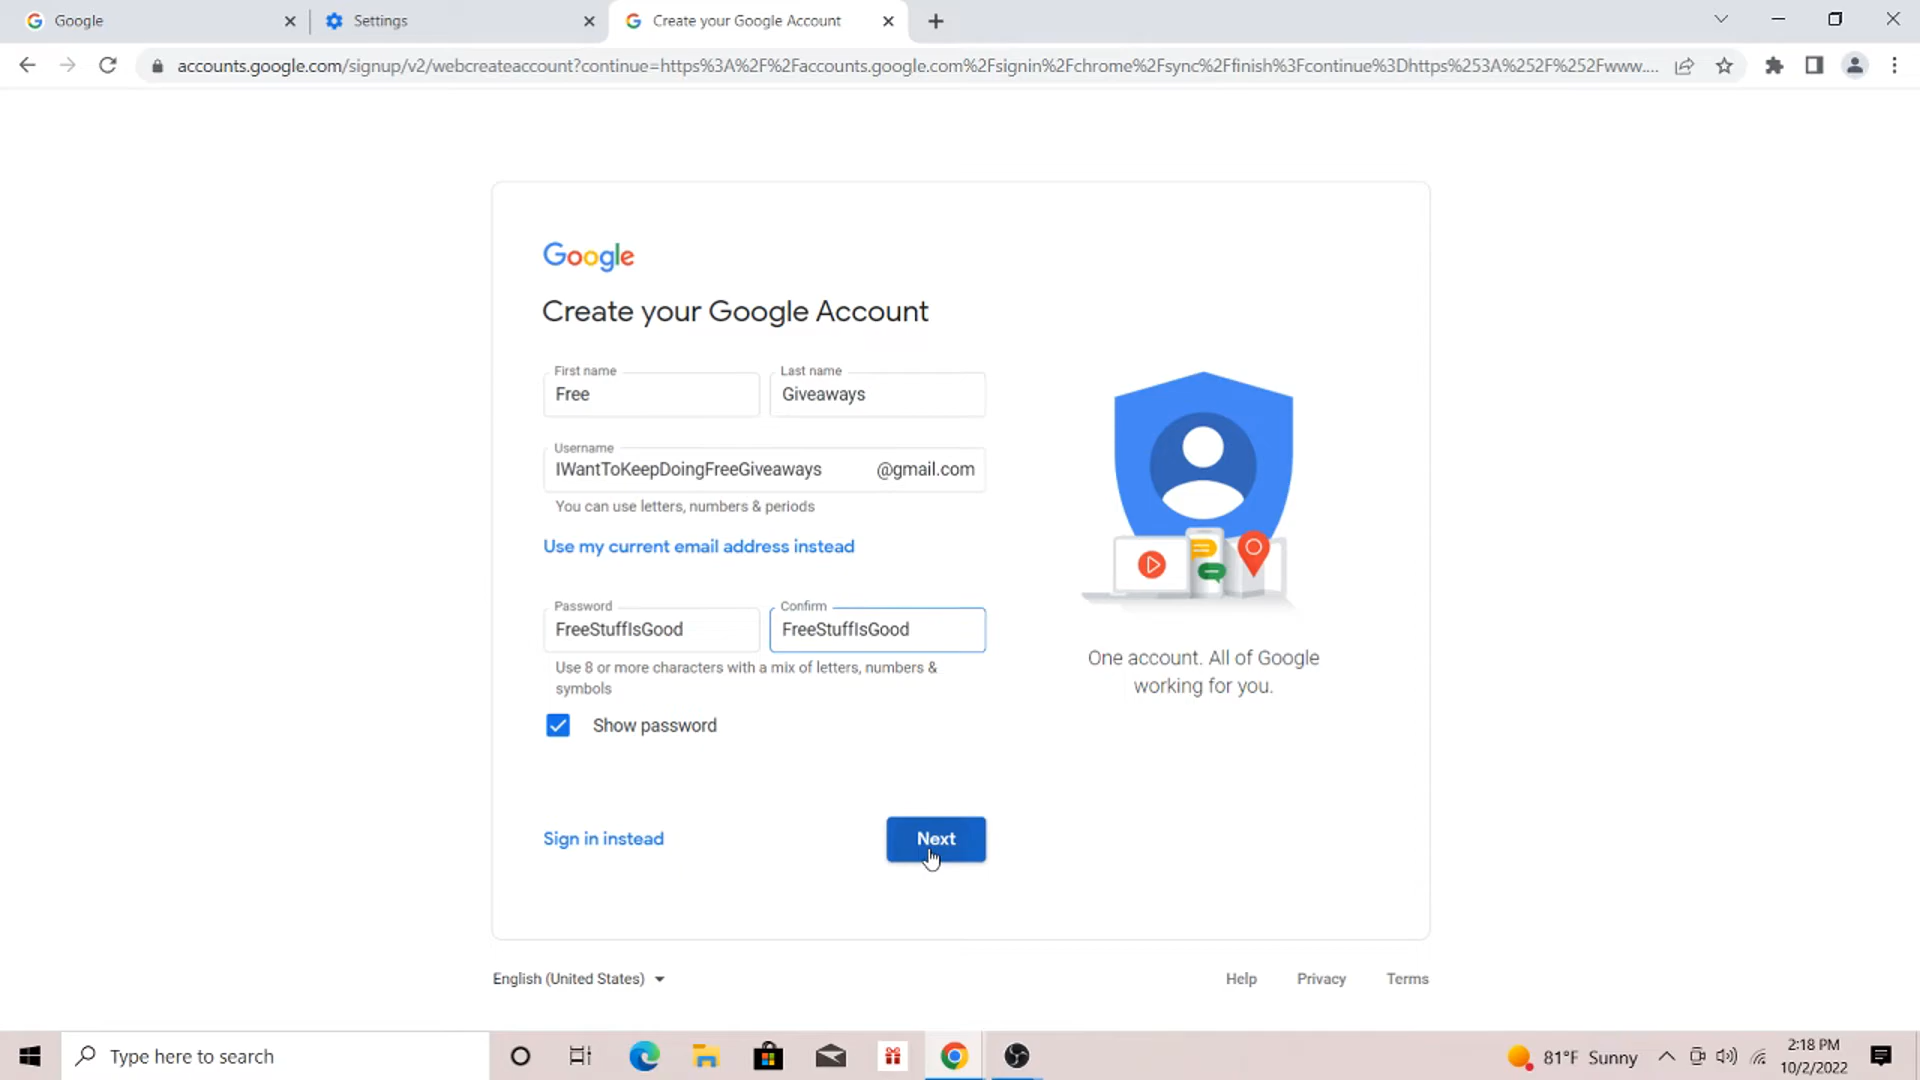 Google
Settings
Create your Google Account
accounts.google.com/signup/v2/webcreateaccount?continue=https%3A%2F%2Faccounts.google.com%2Fsignin%2Fchrome%2Fsync%2Ffinish%3Fcontinue%3Dhttps%253A%252F%252Fwww....
Google
Create your Google Account
First name
Last name
Free
Giveaways
Username
IWantToKeepDoingFreeGiveaways @gmail.com
You can use letters, numbers & periods
Use my current email address instead
Password
Confirm
FreeStuffIsGood
FreeStuffIsGood
Use 8 or more characters with a mix of letters, numbers &
symbols
Show password
One account. All of Google
working for you.
Sign in instead
Next
English (United States)
Help Privacy Terms
Type here to search
81°F Sunny
2:18 PM
10/2/2022